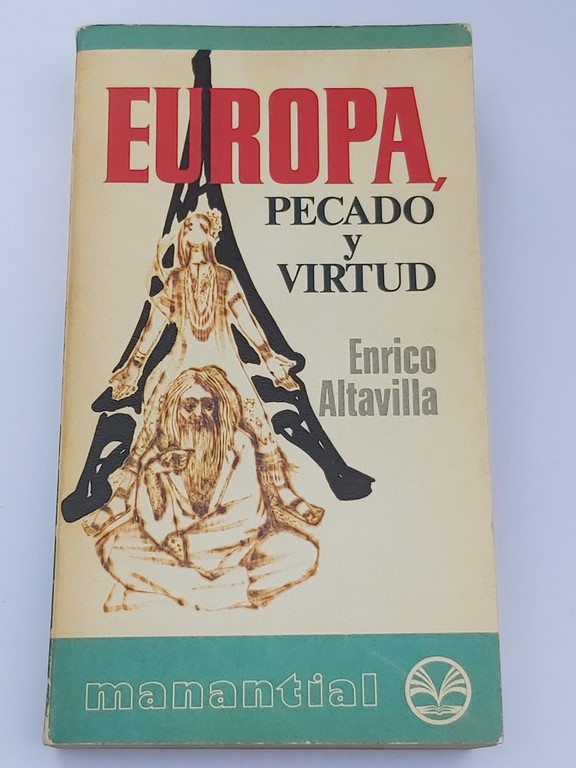 EUROPA,
PECADO
y
VIRTUD
Enrico
Altavilla
manantial